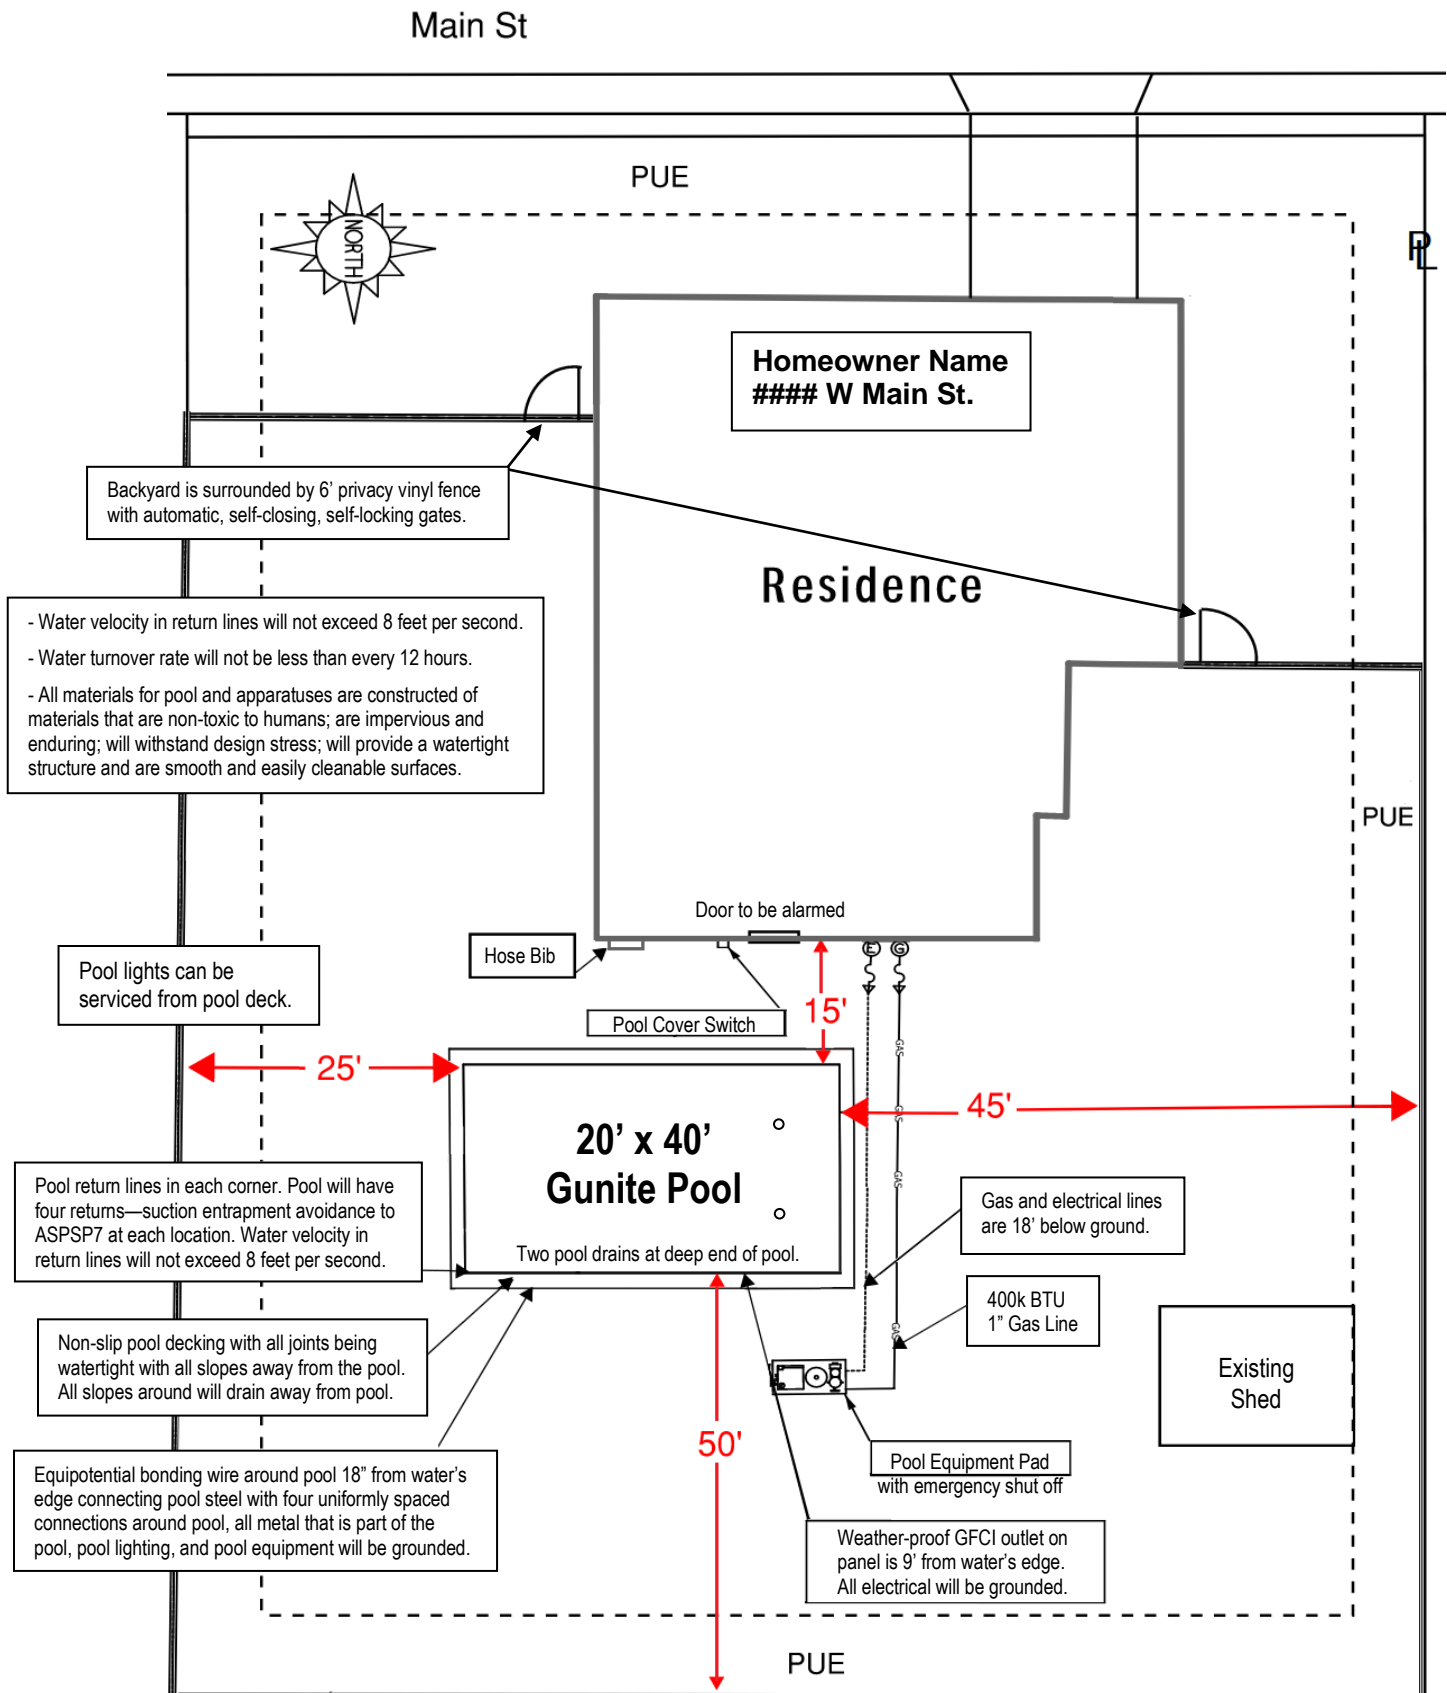 Main St
PUE
NORTH
PL
Homeowner Name
#### W Main St.
Backyard is surrounded by 6’ privacy vinyl fence
with automatic, self-closing, self-locking gates.
Residence
- Water velocity in return lines will not exceed 8 feet per second.
- Water turnover rate will not be less than every 12 hours.
- All materials for pool and apparatuses are constructed of
materials that are non-toxic to humans; are impervious and
enduring; will withstand design stress; will provide a watertight
structure and are smooth and easily cleanable surfaces.
PUE
Door to be alarmed
Hose Bib
E
G
Pool lights can be
serviced from pool deck.
Pool Cover Switch
15'
GAS
25'
45'
GAS
20’ x 40’
Gunite Pool
GAS
Pool return lines in each corner. Pool will have
four returns—suction entrapment avoidance to
ASPSP7 at each location. Water velocity in
return lines will not exceed 8 feet per second.
Gas and electrical lines
are 18’ below ground.
Two pool drains at deep end of pool.
400k BTU
1” Gas Line
GAS
Non-slip pool decking with all joints being
watertight with all slopes away from the pool.
All slopes around will drain away from pool.
Existing
Shed
50'
Pool Equipment Pad
with emergency shut off
Equipotential bonding wire around pool 18” from water’s
edge connecting pool steel with four uniformly spaced
connections around pool, all metal that is part of the
pool, pool lighting, and pool equipment will be grounded.
Weather-proof GFCI outlet on
panel is 9’ from water’s edge.
All electrical will be grounded.
PUE